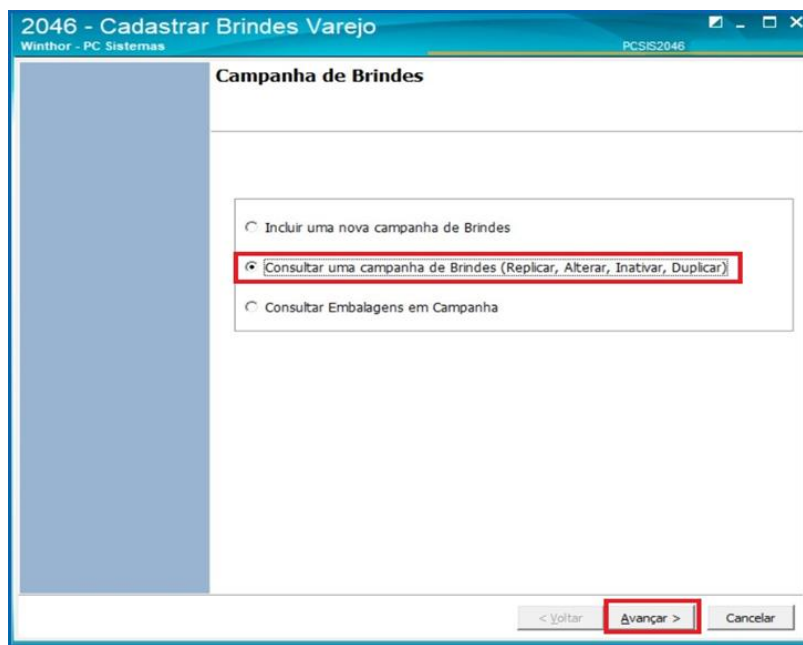 2046 - Cadastrar Brindes Varejo
Winthor - PC Sistemas
PCSIS2046
Campanha de Brindes
Incluir uma nova campanha de Brindes
Consultar uma campanha de Brindes (Replicar, Alterar, Inativar, Duplicar)
Consultar Embalagens em Campanha
< Voltar
Avançar >
Cancelar